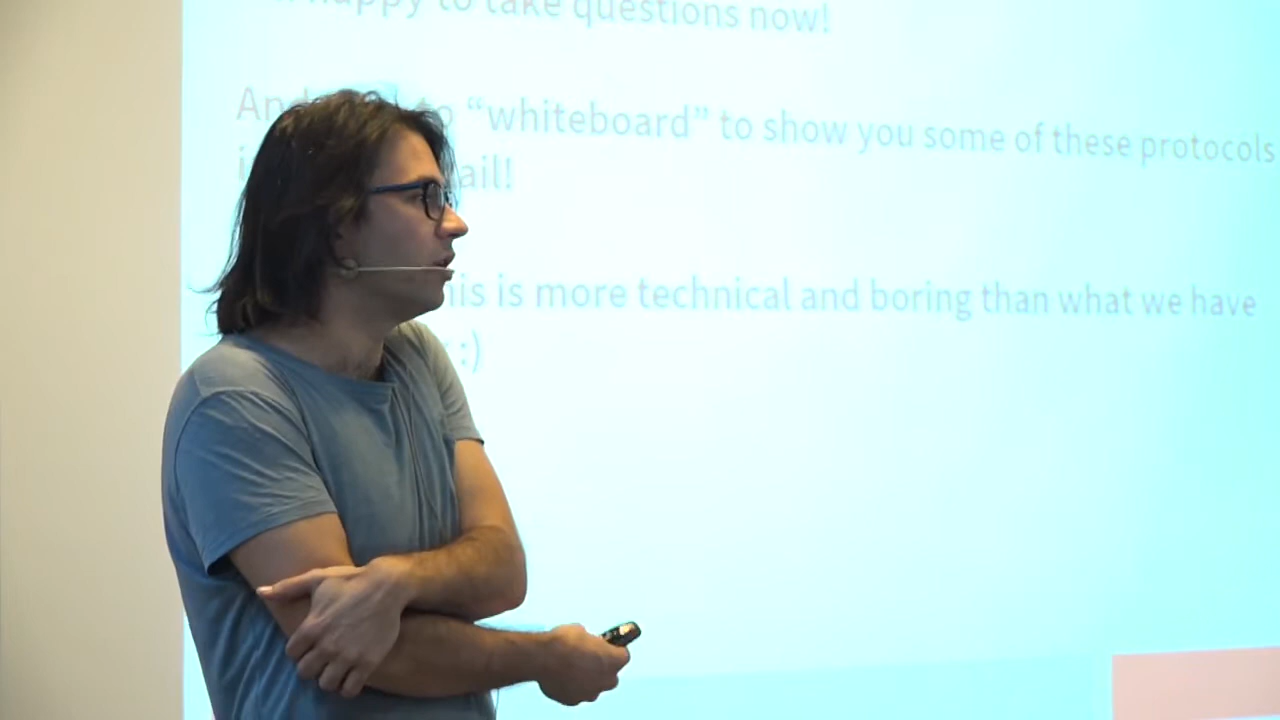 happy to take questions now!
to “whiteboard” to show you some of these protocols
ail!
his is more technical and boring than what we have
:)